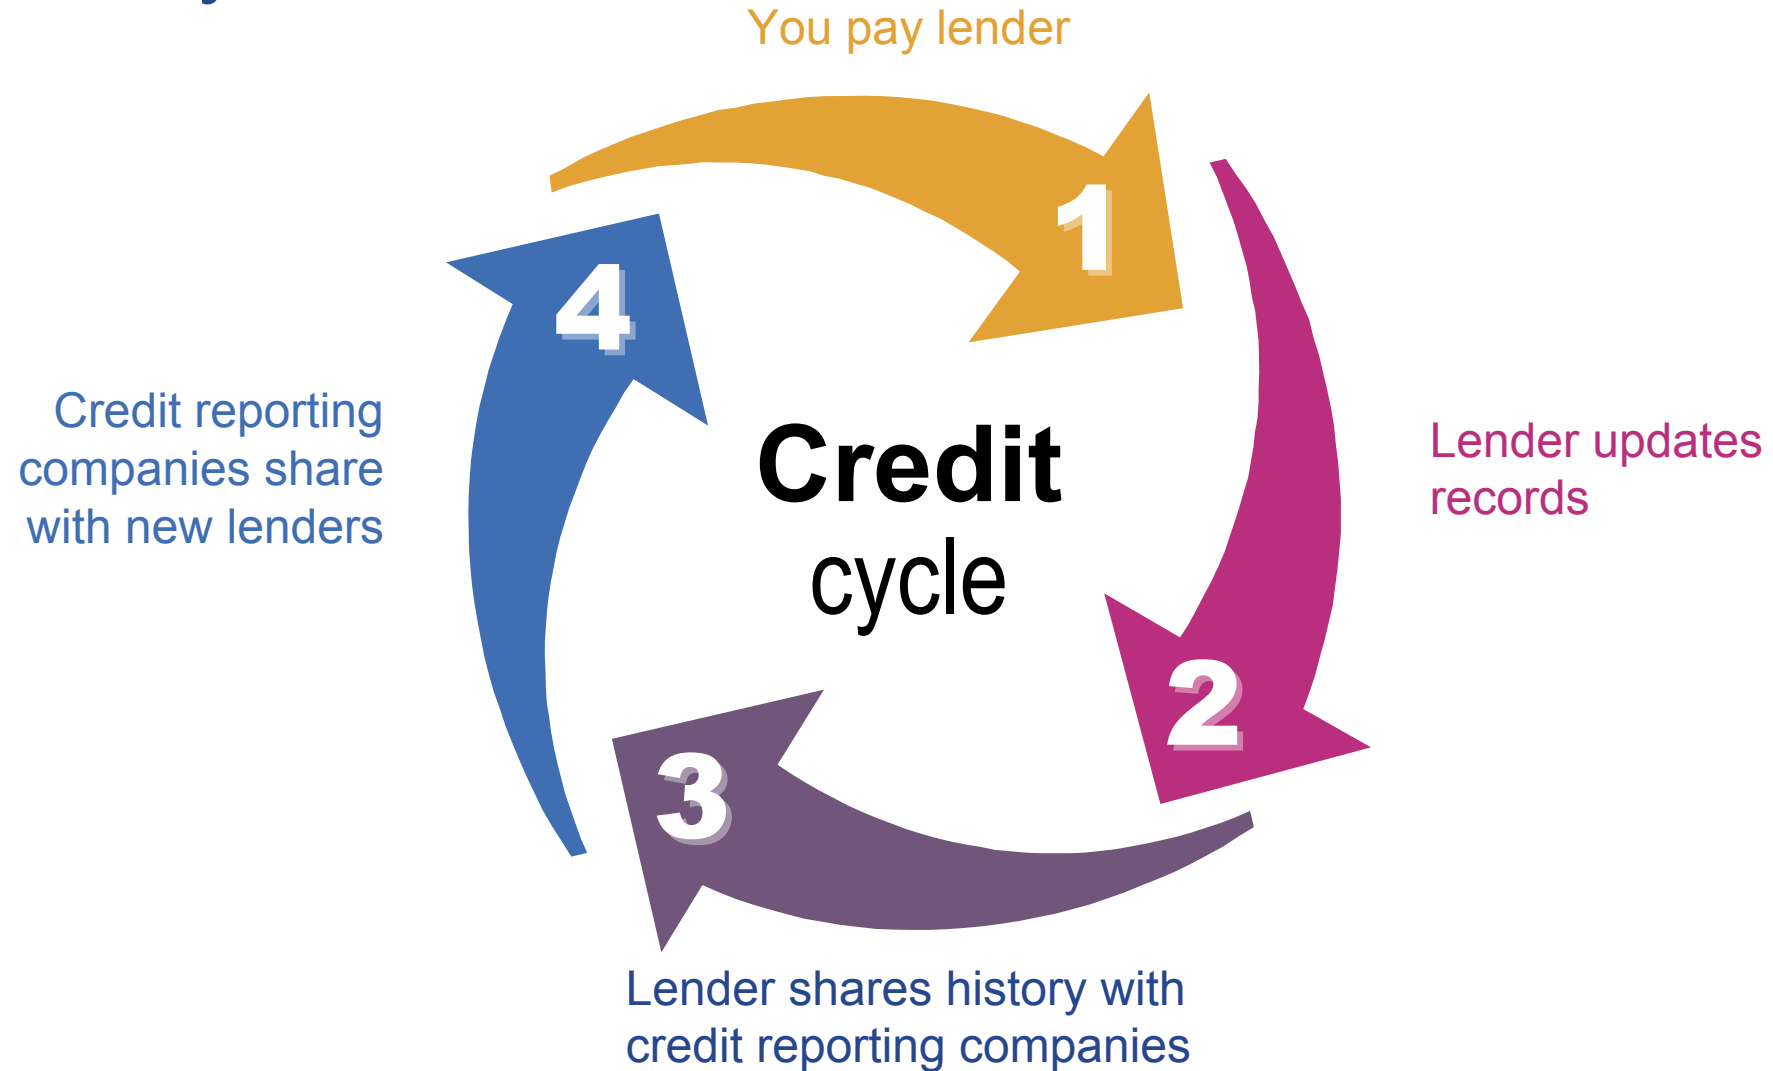 You pay lender
1
4
Credit reporting
companies share
with new lenders
Credit
cycle
Lender updates
records
2
3
Lender shares history with
credit reporting companies